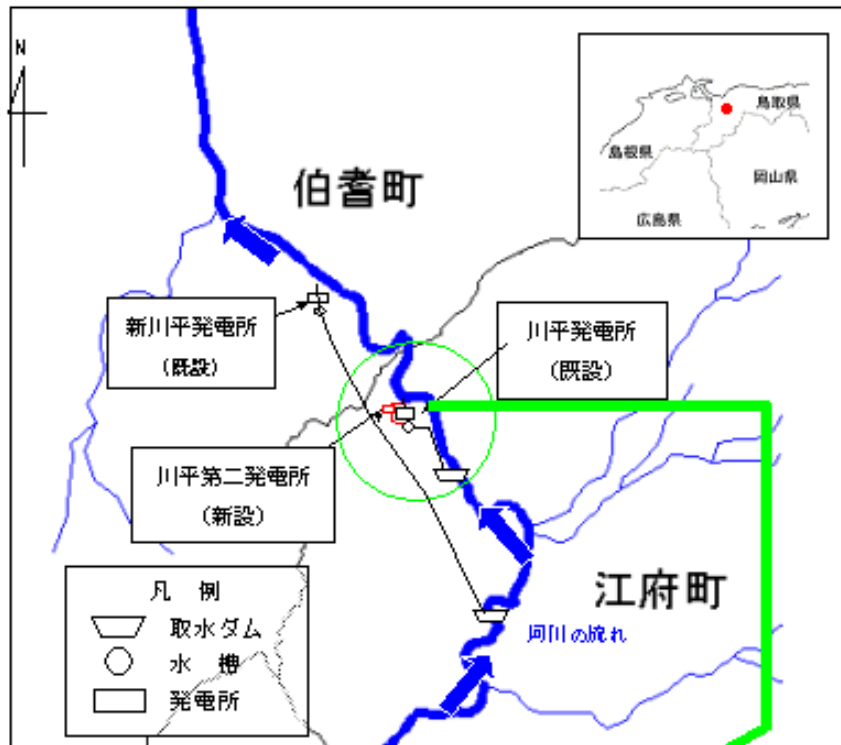 N
鳥取県
島根県
岡山県
広島県
伯耆町
新川平発電所
(既設)
川平発電所
(既設)
川平第二発電所
(新設)
江府町
河川の流れ
凡 例
取水ダム
水 槽
発電所